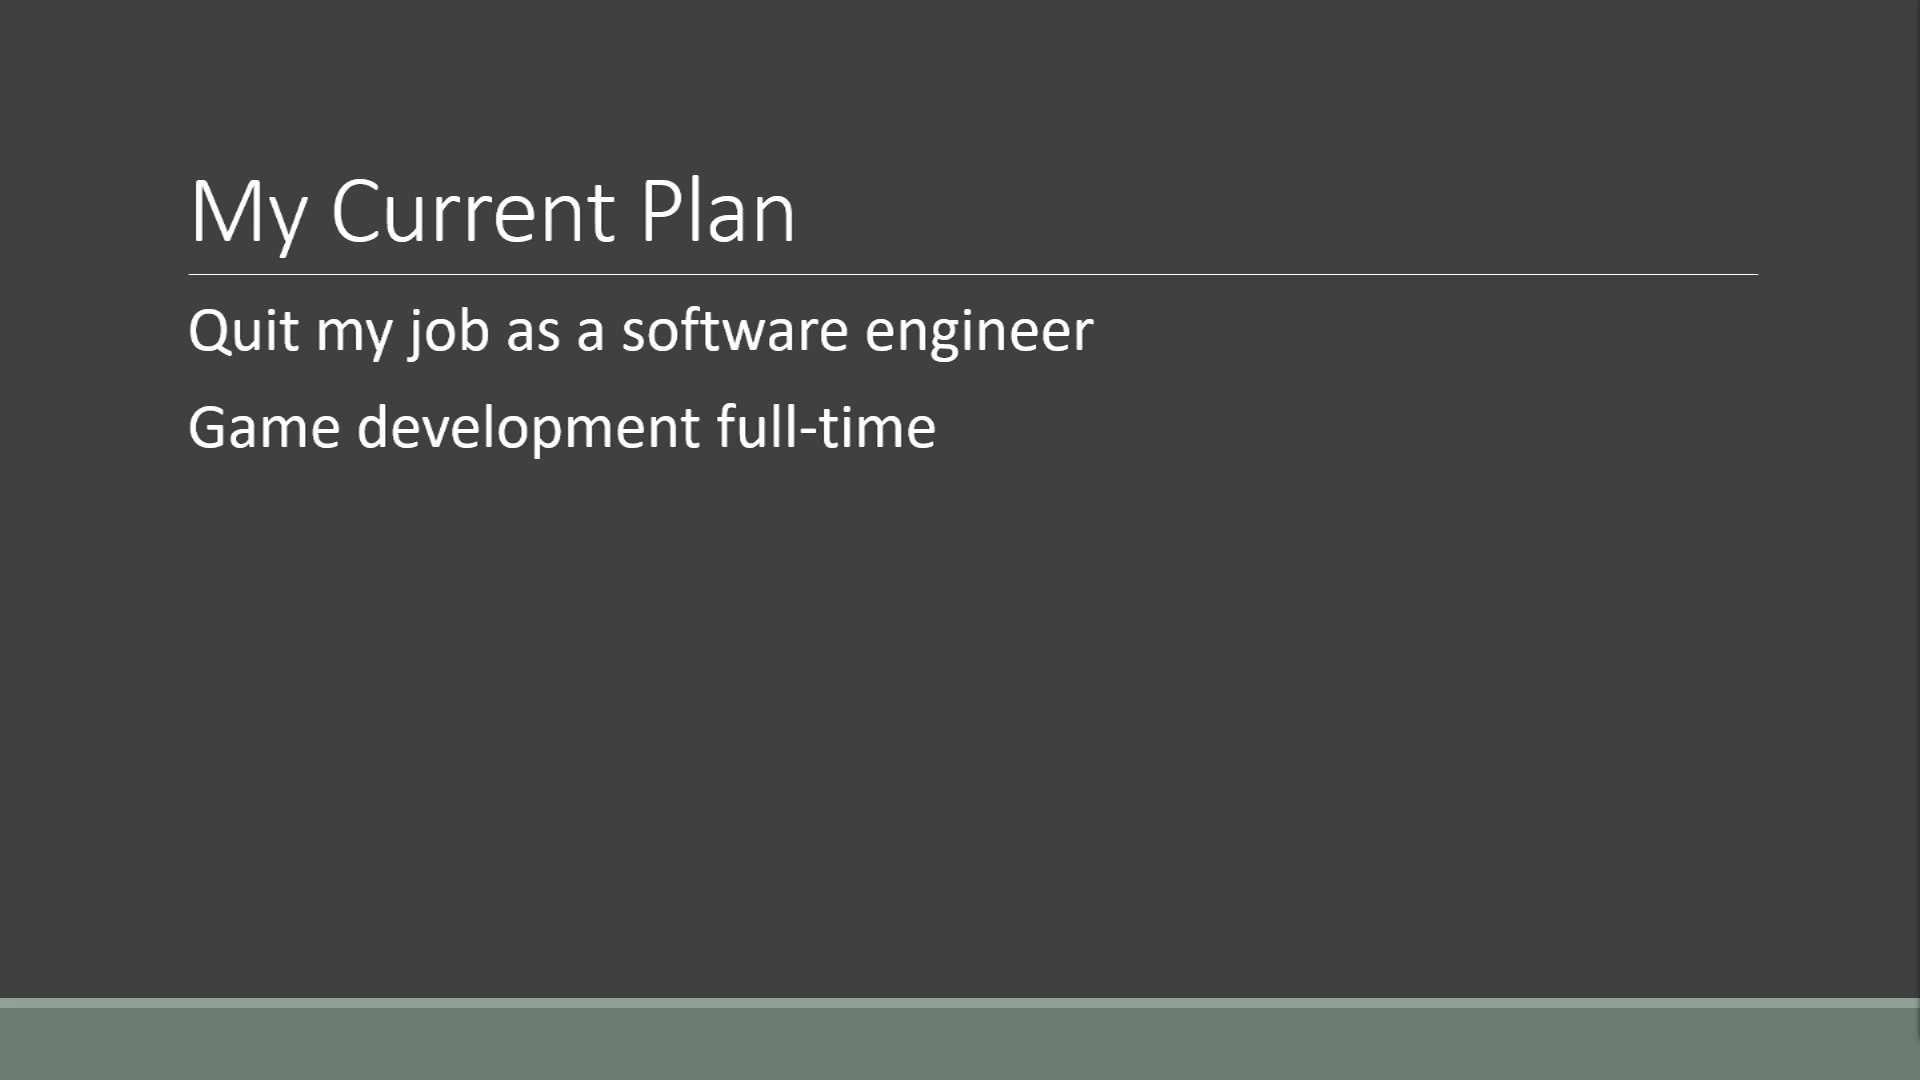 My Current Plan
Quit my job as a software engineer
Game development full-time